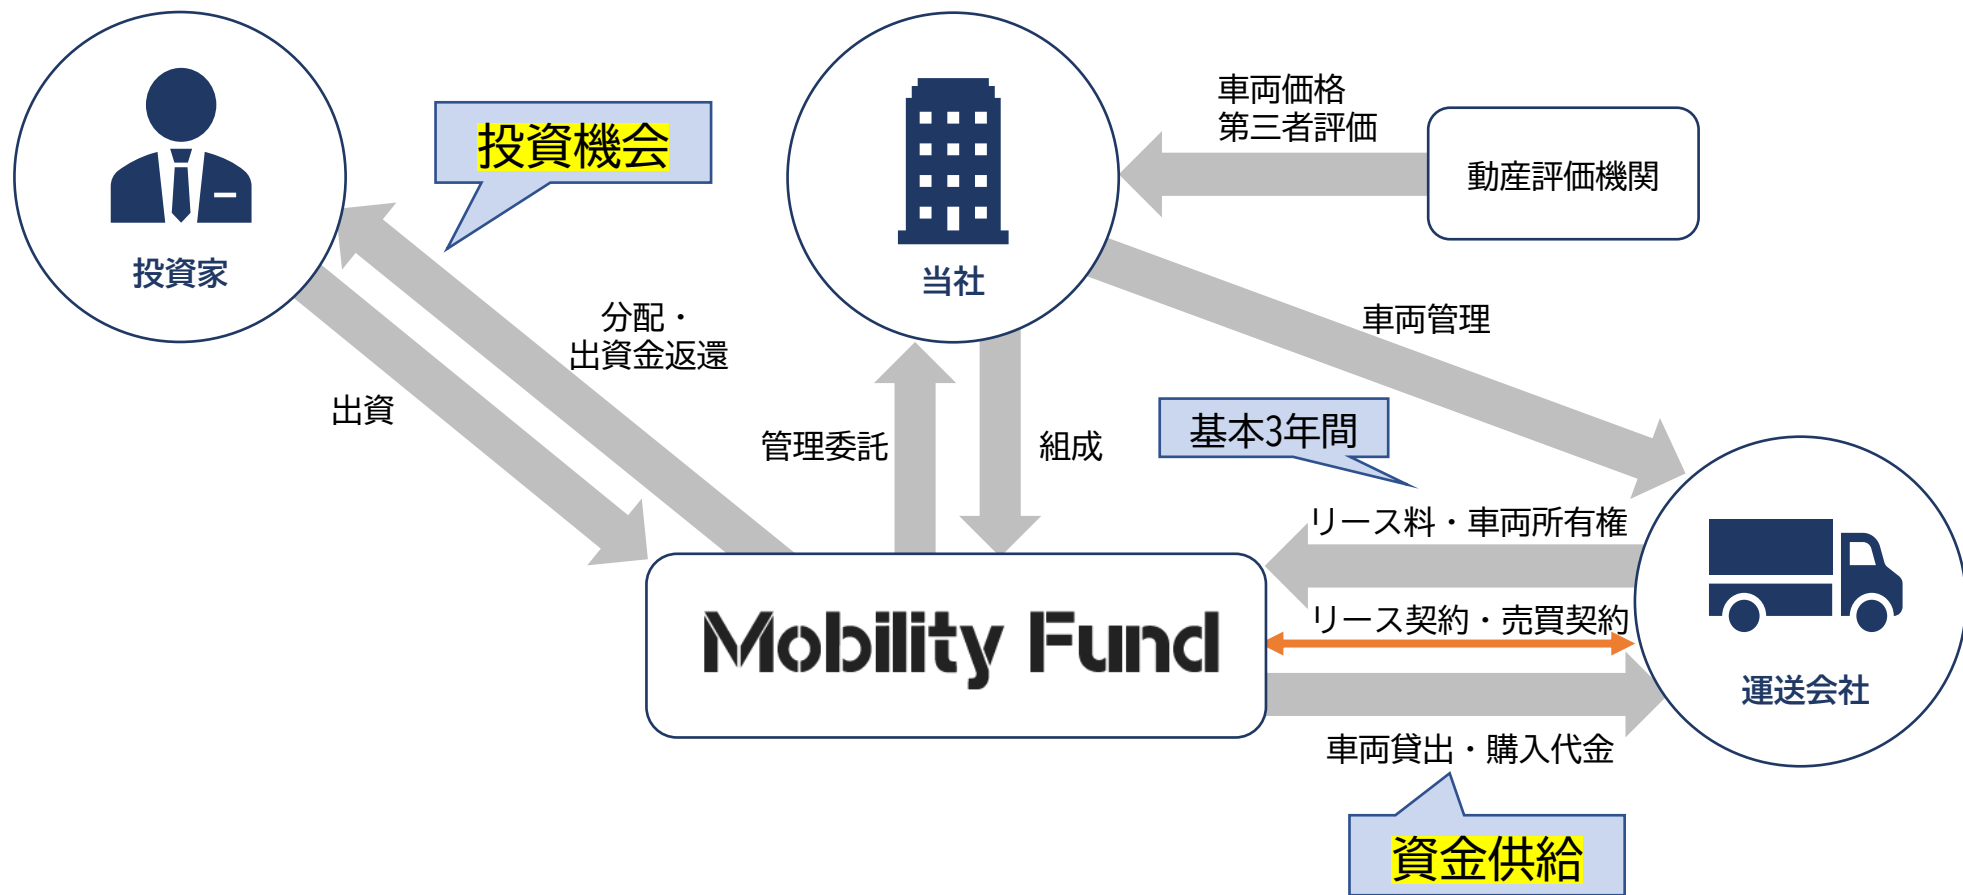 投資機会
車両価格
第三者評価
動産評価機関
投資家
当社
分配・
出資金返還
車両管理
出資
管理委託
組成
基本3年間
リース料・車両所有権
リース契約・売買契約
Mobility Fund
運送会社
車両貸出・購入代金
資金供給